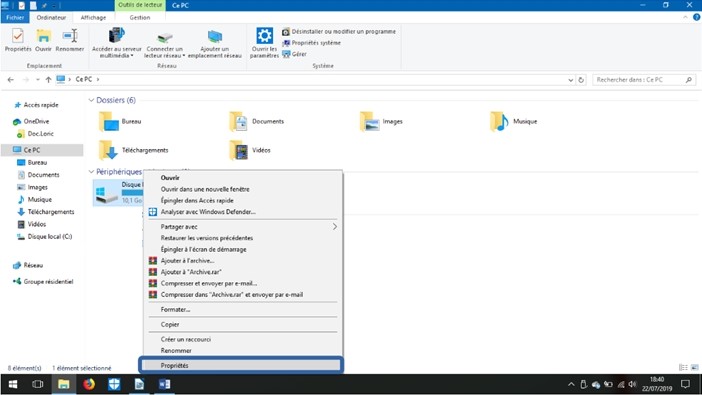 Outils de lecteur Ce PC
Fichier Ordinateur Affichage Gestion
Propriétés Ouvrir Renommer
Accéder au serveur multimédia
Connecter un lecteur réseau
Ajouter un emplacement réseau
Ouvrir les paramètres
Désinstaller ou modifier un programme
Propriétés système
Gérer
Emplacement Réseau Système
Ce PC
Rechercher dans : Ce PC
Accès rapide
OneDrive
Doc.Loric
Ce PC
Bureau
Documents
Images
Musique
Téléchargements
Vidéos
Disque local (C:)
Réseau
Groupe résidentiel
Dossiers (6)
Bureau Documents Images Musique
Téléchargements Vidéos
Périphériques
Disque
10,1 Go
Ouvrir
Ouvrir dans une nouvelle fenêtre
Épingler dans Accès rapide
Analyser avec Windows Defender...
Partager avec
Restaurer les versions précédentes
Épingler à l'écran de démarrage
Ajouter à l'archive...
Ajouter à "Archive.rar"
Compresser et envoyer par e-mail...
Compresser dans "Archive.rar" et envoyer par e-mail
Formater...
Copier
Créer un raccourci
Renommer
Propriétés
8 élément(s) 1 élément sélectionné
18:40
22/07/2019